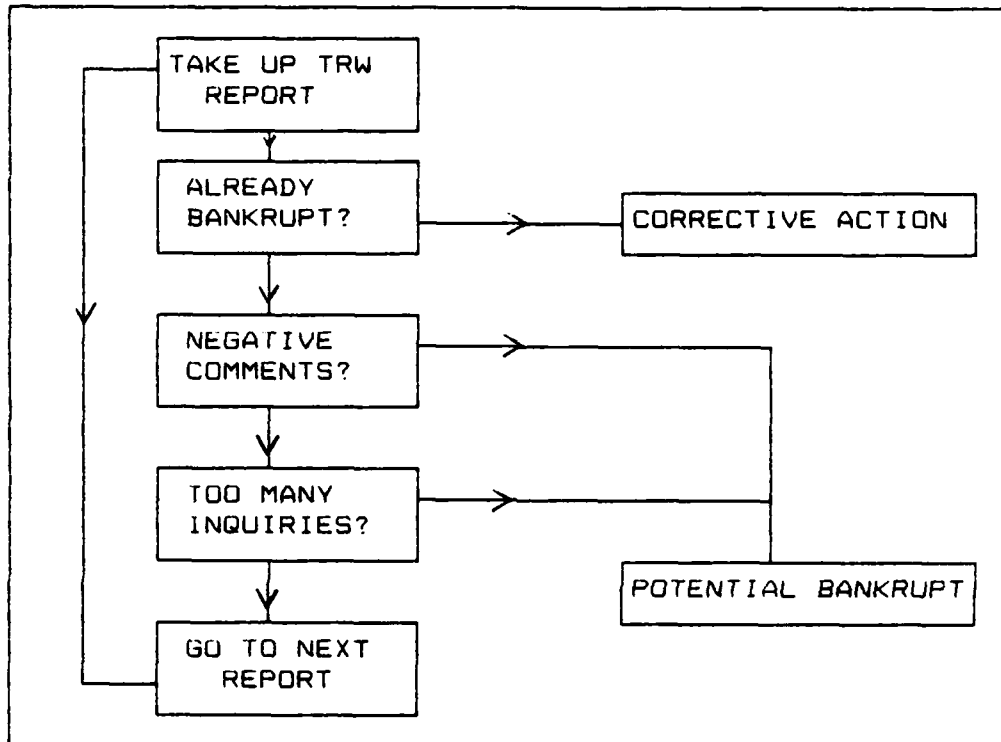 TAKE UP TRW
REPORT
ALREADY
BANKRUPT?
CORRECTIVE ACTION
NEGATIVE
COMMENTS?
TOO MANY
INQUIRIES?
POTENTIAL BANKRUPT
GO TO NEXT
REPORT